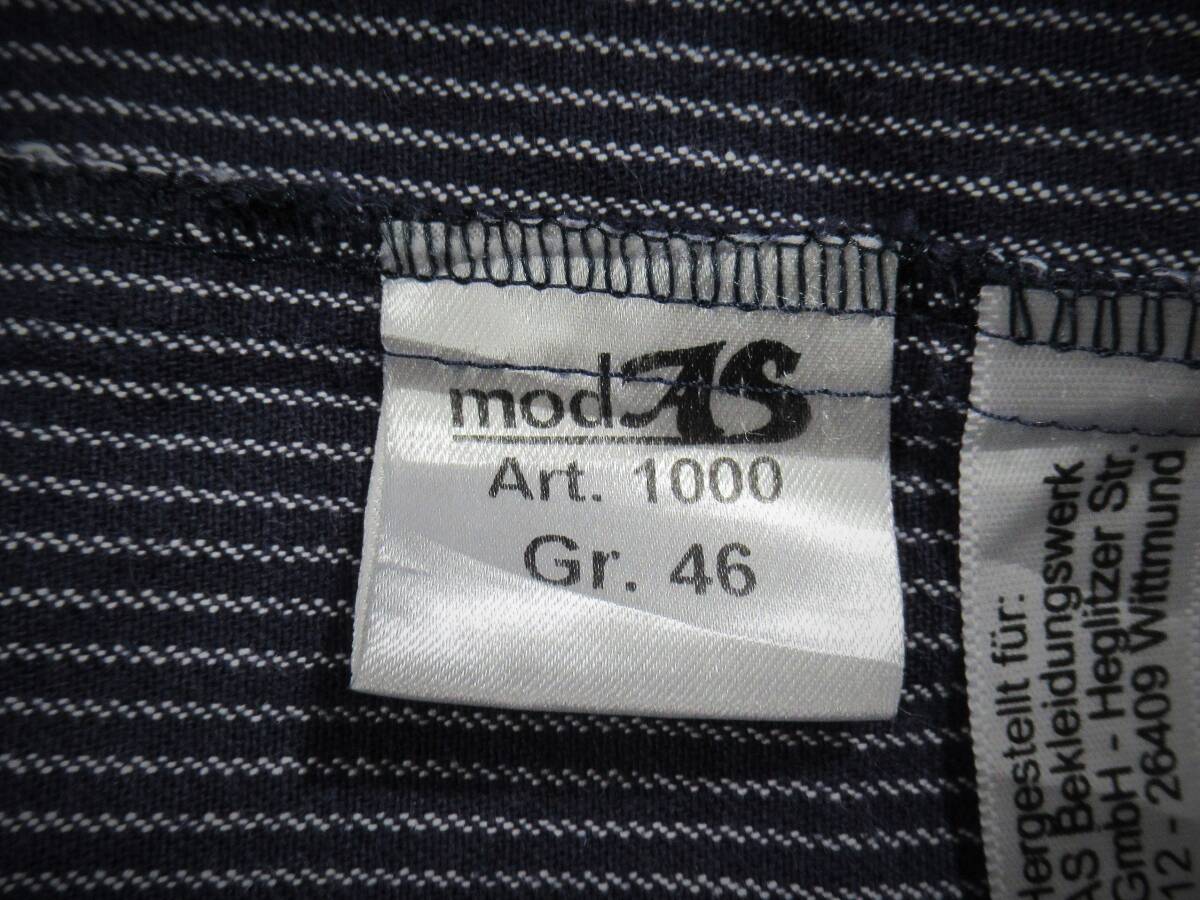 modAS
Art. 1000
Gr. 46
Hergestellt für:
AS Bekleidungswerk
GmbH - Heglitzer Str.
12 - 26409 Wittmund